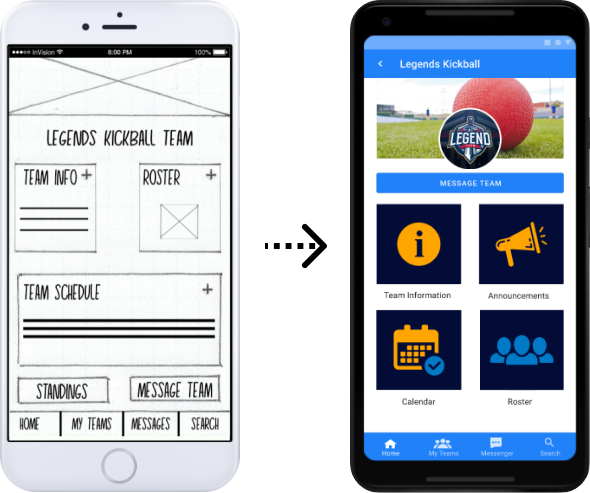 InVision 8:00 PM 100%
LEGENDS KICKBALL TEAM
TEAM INFO + ROSTER +
TEAM SCHEDULE +
STANDINGS MESSAGE TEAM
HOME MY TEAMS MESSAGES SEARCH
Legends Kickball
LEGEND
MESSAGE TEAM
Team Information Announcements
Calendar Roster
Home My Teams Messenger Search